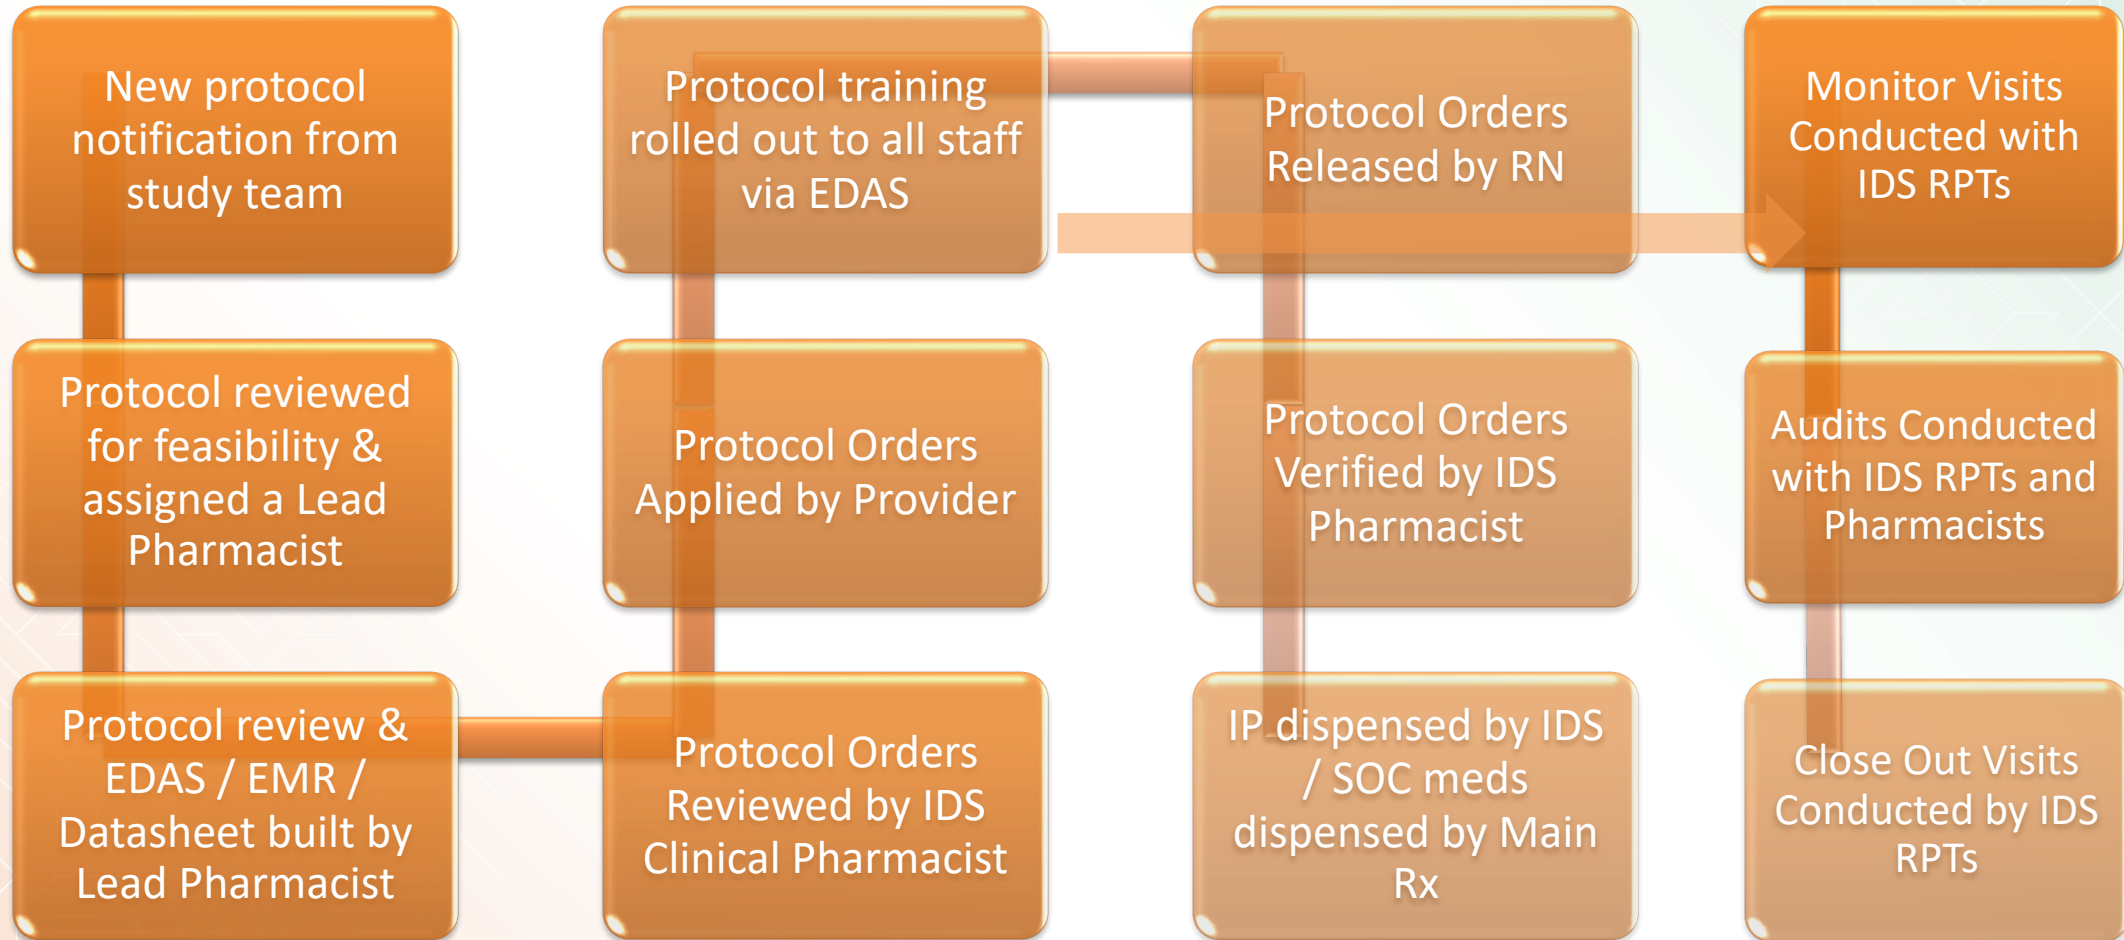 New protocol
notification from
study team
Protocol reviewed
for feasibility &
assigned a Lead
Pharmacist
Protocol review &
EDAS / EMR /
Datasheet built by
Lead Pharmacist
Protocol Orders
Reviewed by IDS
Clinical Pharmacist
Protocol Orders
Applied by Provider
Protocol training
rolled out to all staff
via EDAS
Protocol Orders
Released by RN
Protocol Orders
Verified by IDS
Pharmacist
IP dispensed by IDS
/ SOC meds
dispensed by Main
Rx
Monitor Visits
Conducted with
IDS RPTs
Audits Conducted
with IDS RPTs and
Pharmacists
Close Out Visits
Conducted by IDS
RPTs